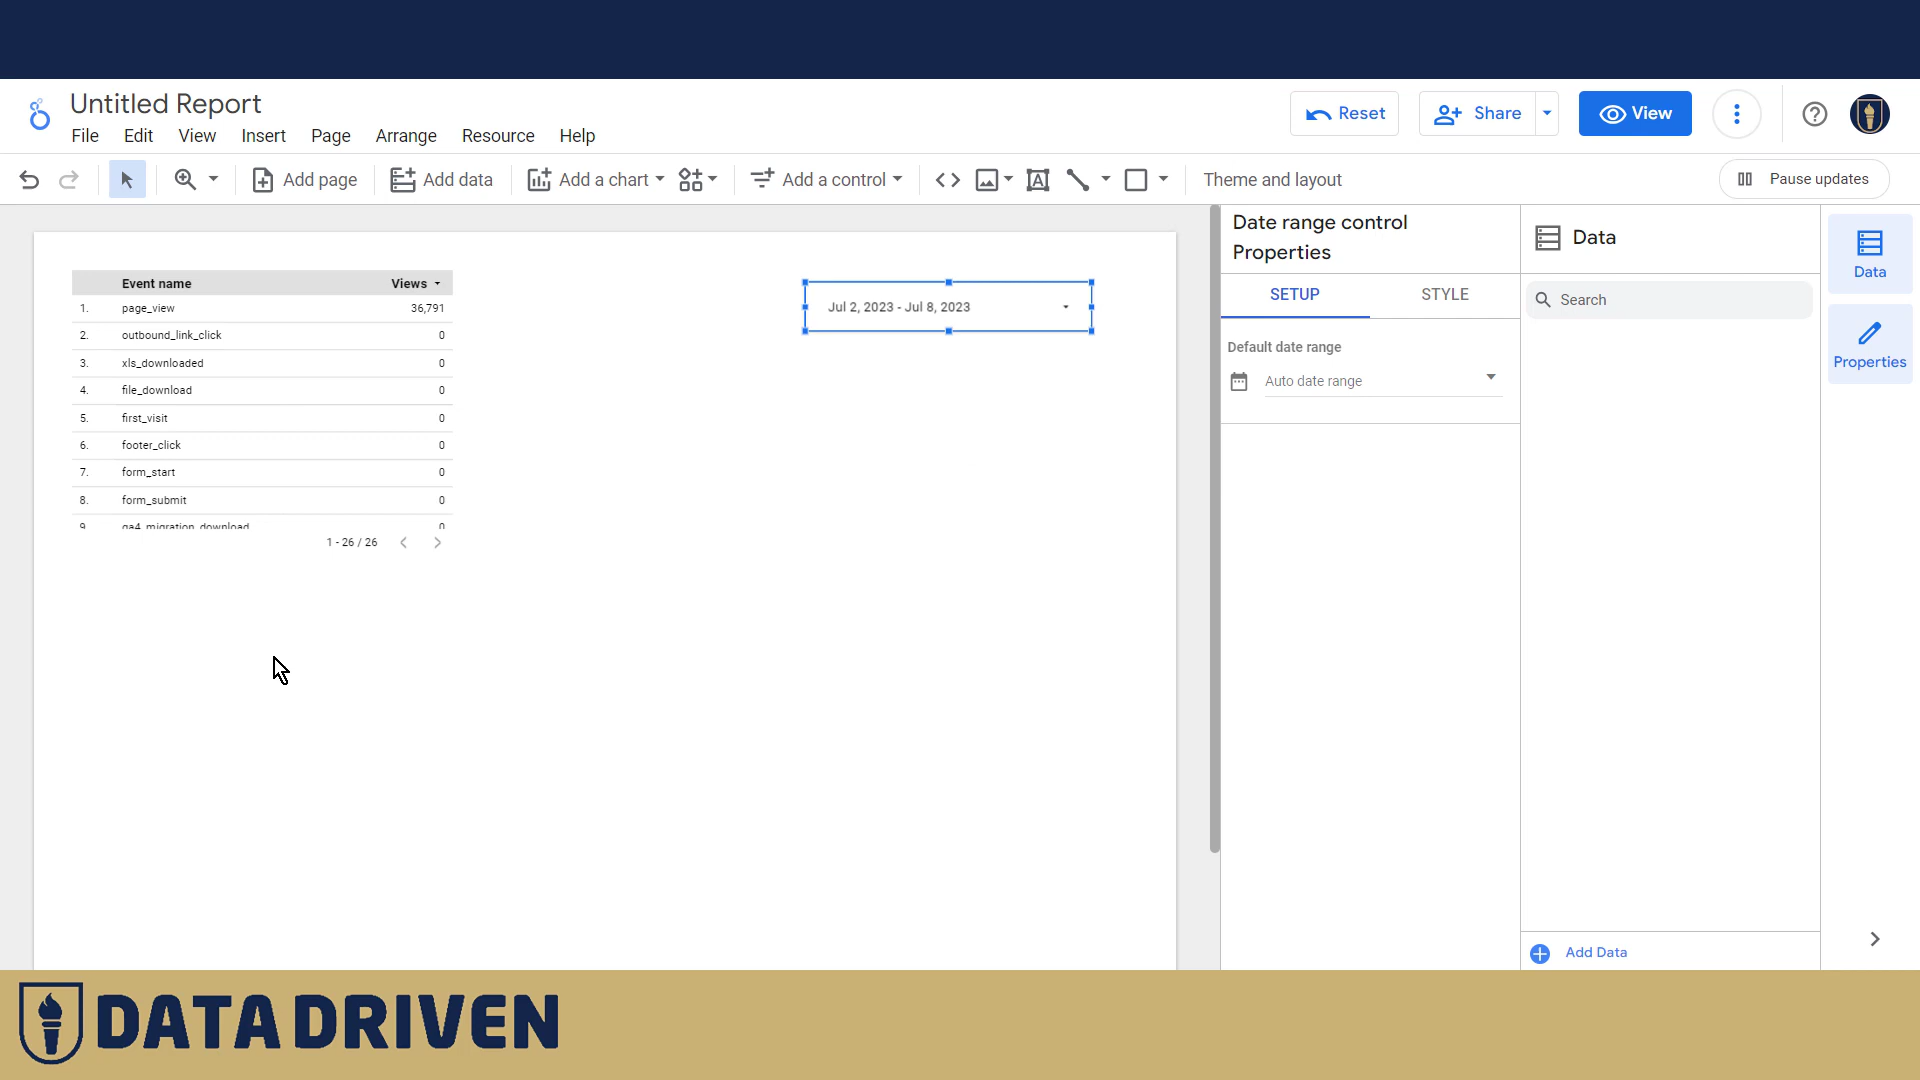 Untitled Report
File Edit View Insert Page Arrange Resource Help
Reset Share View
Add page Add data Add a chart Add a control Theme and layout Pause updates
Event name Views
1. page_view 36,791
2. outbound_link_click 0
3. xls_downloaded 0
4. file_download 0
5. first_visit 0
6. footer_click 0
7. form_start 0
8. form_submit 0
9. ga4_migration_download 0
1 - 26 / 26
Jul 2, 2023 - Jul 8, 2023
Date range control
Properties
SETUP STYLE
Default date range
Auto date range
Data
Search
Add Data
Data
Properties
DATA DRIVEN